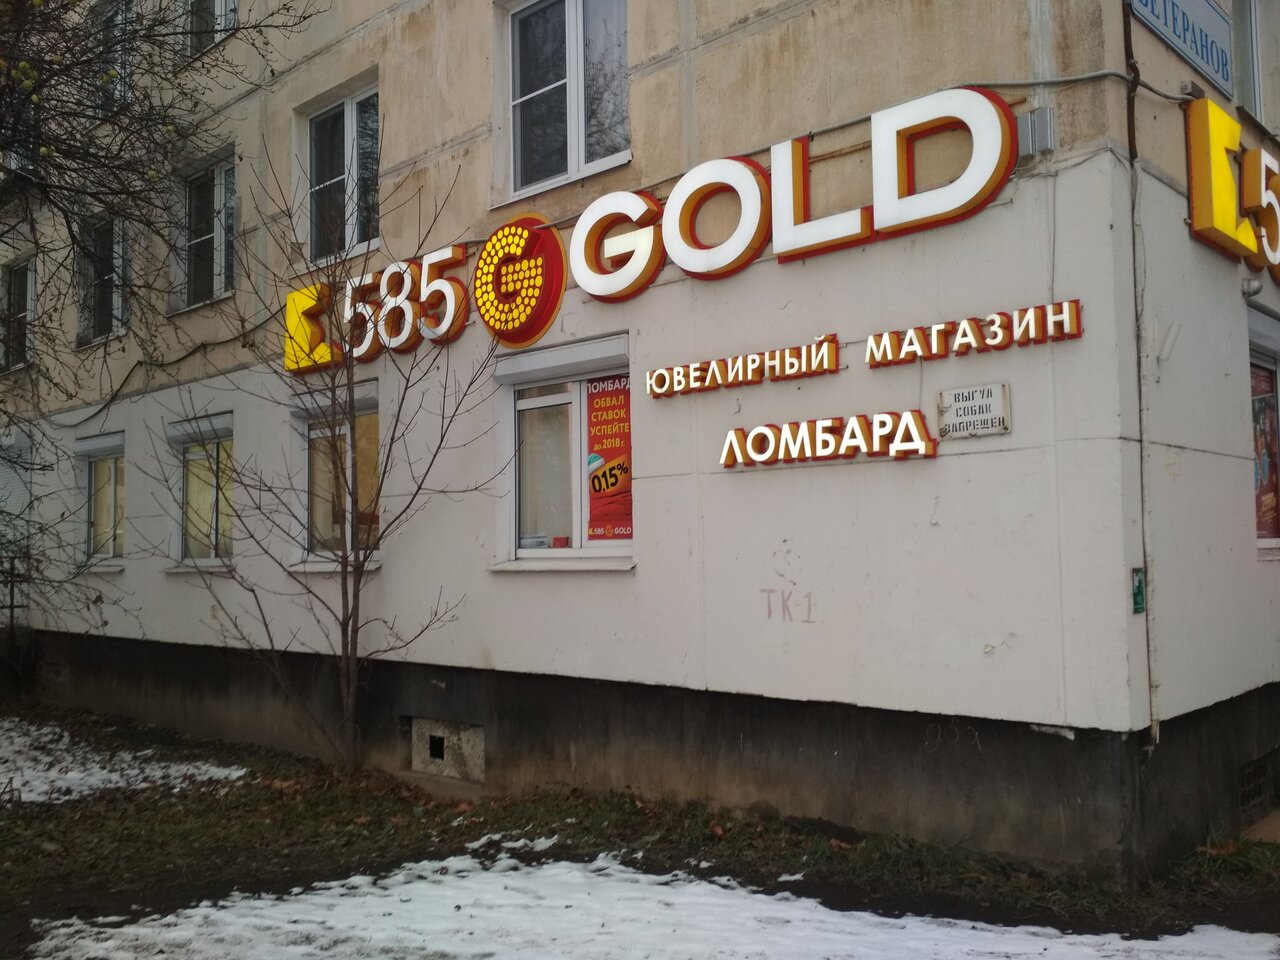 ВЕТЕРАНОВ
585 G GOLD
5
ЮВЕЛИРНЫЙ МАГАЗИН
ЛОМБАРД
ВЫГУЛ
СОБАК
ЗАПРЕЩЕН
ЛОМБАРД
ОБВАЛ
СТАВОК
УСПЕЙТЕ
до 2018 г.
0,15%
585 G GOLD
ТК-1